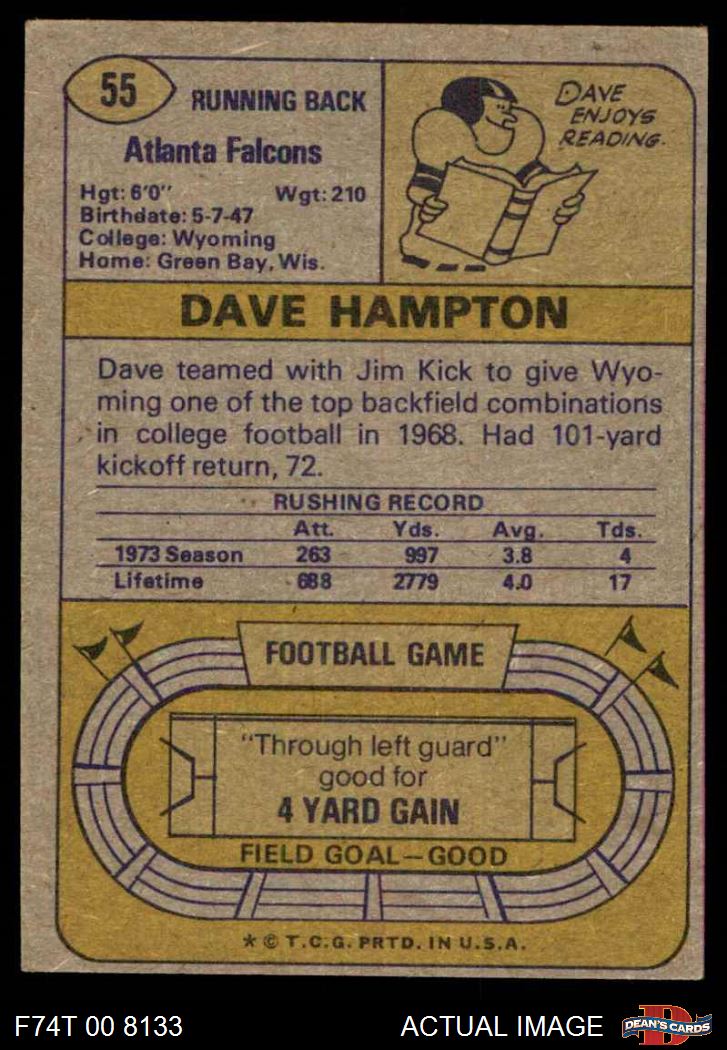 55
RUNNING BACK
Atlanta Falcons
Hgt: 6'0" Wgt: 210
Birthdate: 5-7-47
College: Wyoming
Home: Green Bay, Wis.
DAVE
ENJOYS
READING.
DAVE HAMPTON
Dave teamed with Jim Kick to give Wyo-
ming one of the top backfield combinations
in college football in 1968. Had 101-yard
kickoff return, 72.
RUSHING RECORD
Att. Yds. Avg. Tds.
1973 Season 263 997 3.8 4
Lifetime 688 2779 4.0 17
FOOTBALL GAME
"Through left guard"
good for
4 YARD GAIN
FIELD GOAL—GOOD
* © T.C.G. PRTD. IN U.S.A.
F74T 00 8133 ACTUAL IMAGE
D
DEAN'S CARDS